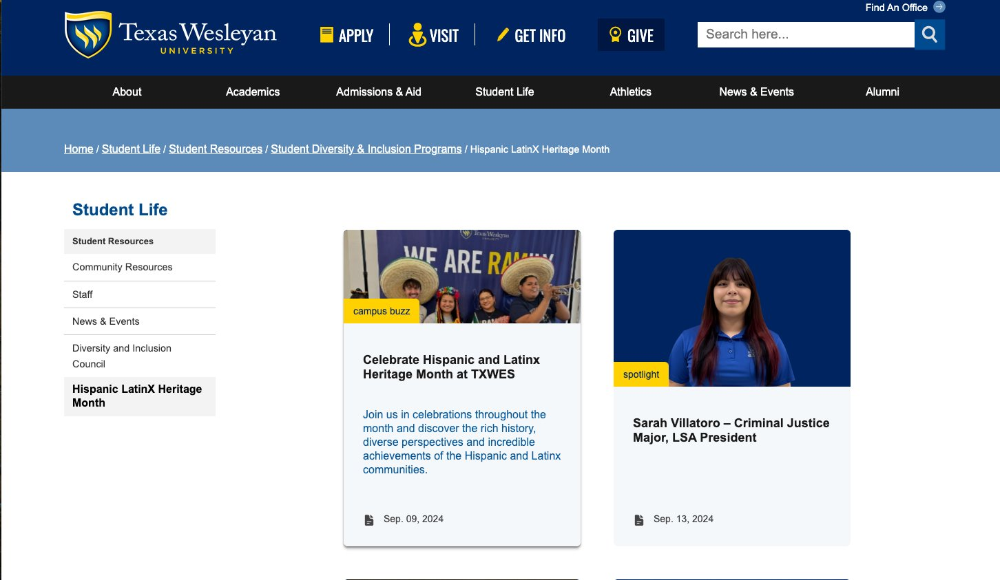 Find An Office
Texas Wesleyan
UNIVERSITY
APPLY
VISIT
GET INFO
GIVE
Search here...
About
Academics
Admissions & Aid
Student Life
Athletics
News & Events
Alumni
Home / Student Life / Student Resources / Student Diversity & Inclusion Programs / Hispanic LatinX Heritage Month
Student Life
Student Resources
Community Resources
Staff
News & Events
Diversity and Inclusion
Council
Hispanic LatinX Heritage
Month
Texas Wesleyan
WE ARE RAMILY
campus buzz
Celebrate Hispanic and Latinx
Heritage Month at TXWES
Join us in celebrations throughout the
month and discover the rich history,
diverse perspectives and incredible
achievements of the Hispanic and Latinx
communities.
Sep. 09, 2024
spotlight
Sarah Villatoro – Criminal Justice
Major, LSA President
Sep. 13, 2024